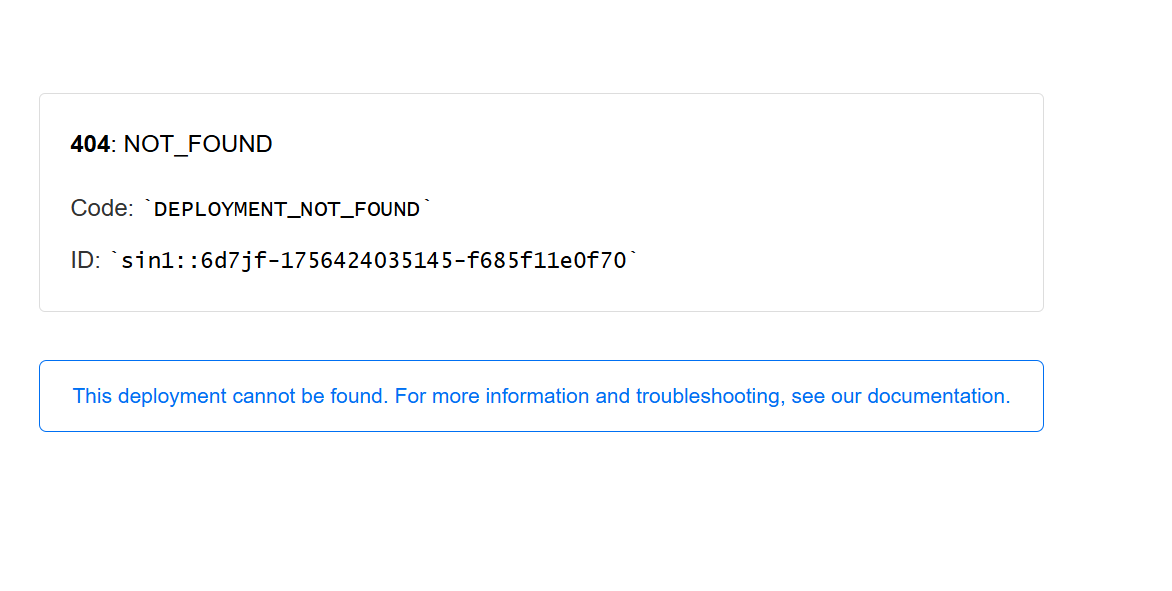 404: NOT_FOUND
Code: `DEPLOYMENT_NOT_FOUND`
ID: `sin1::6d7jf-1756424035145-f685f11e0f70`
This deployment cannot be found. For more information and troubleshooting, see our documentation.